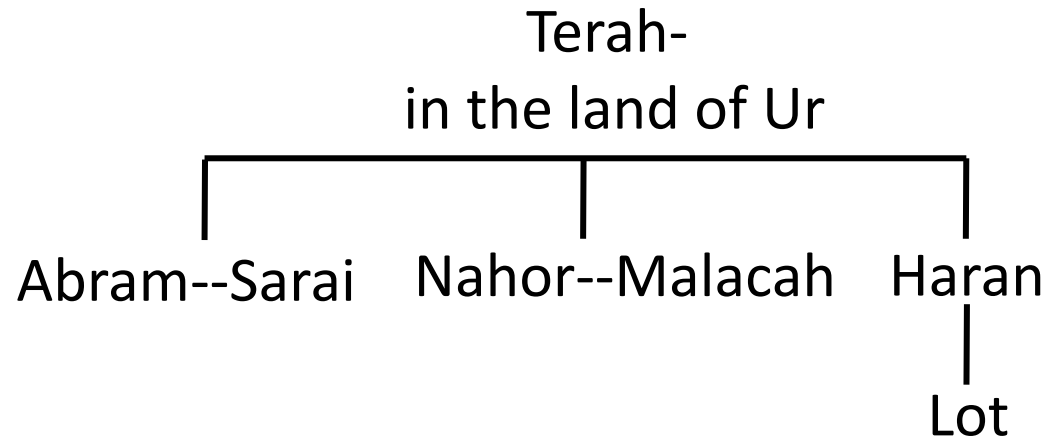 Terah-
in the land of Ur
Abram--Sarai Nahor--Malacah Haran
Lot